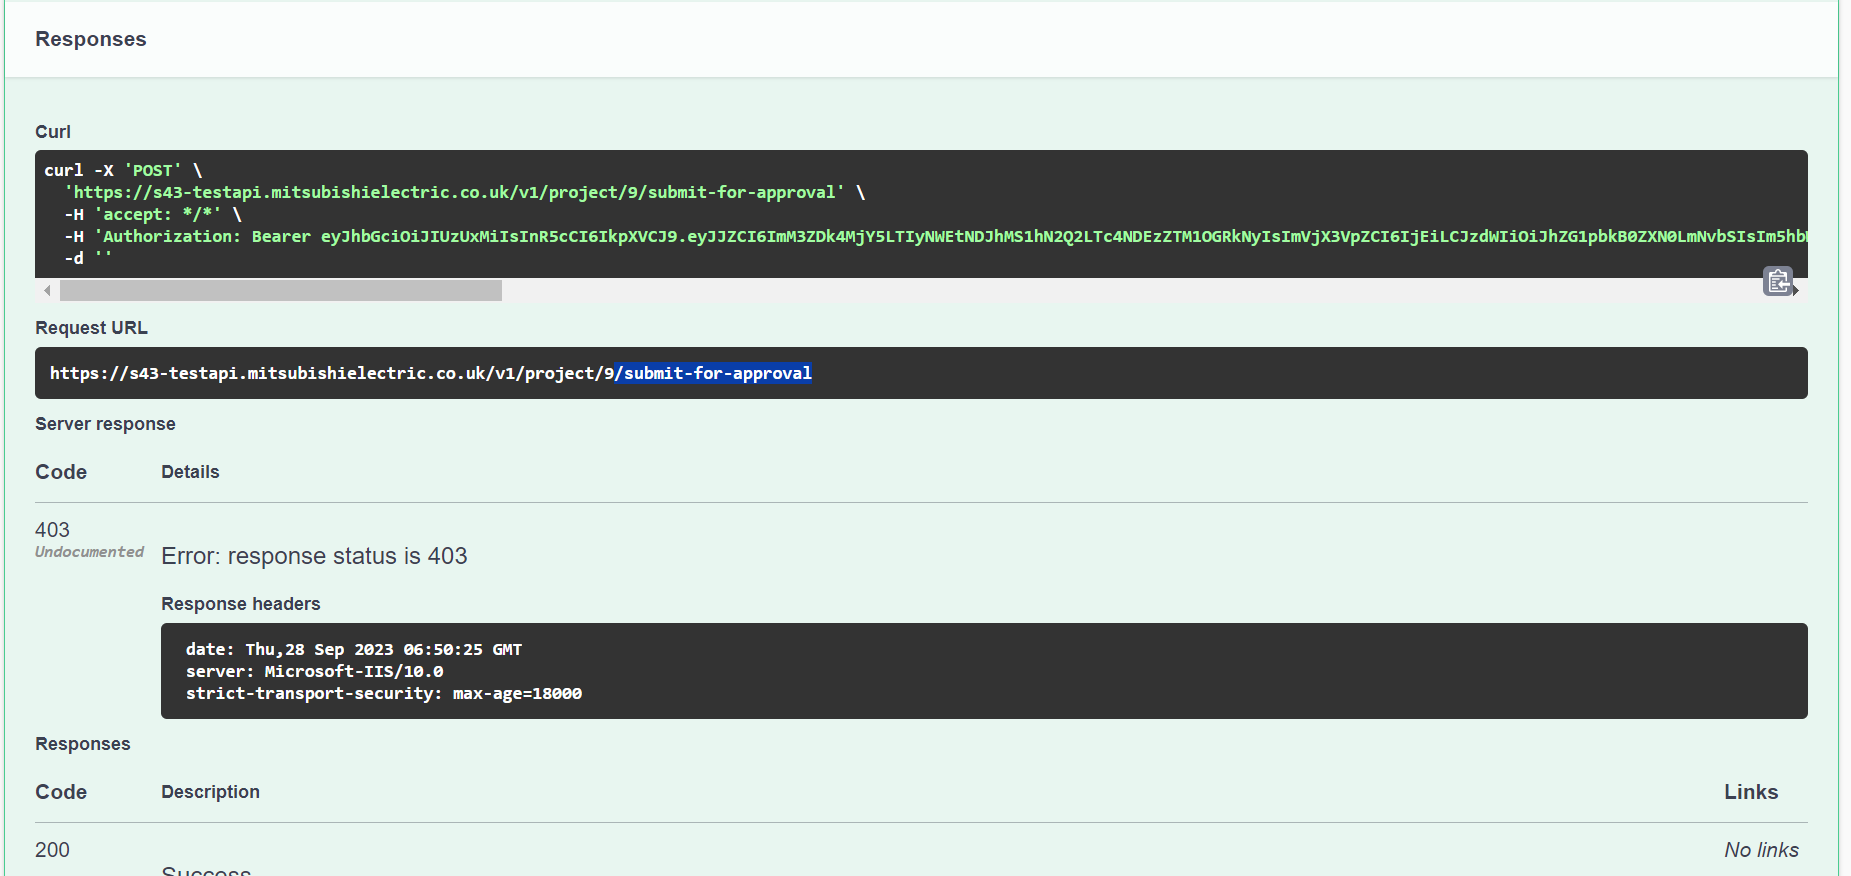 Responses
Curl
curl -X 'POST' \
'https://s43-testapi.mitsubishielectric.co.uk/v1/project/9/submit-for-approval' \
-H 'accept: */*' \
-H 'Authorization: Bearer
-d ''
Request URL
https://s43-testapi.mitsubishielectric.co.uk/v1/project/9/submit-for-approval
Server response
Code Details
403
Undocumented
Error: response status is 403
Response headers
date: Thu,28 Sep 2023 06:50:25 GMT
server: Microsoft-IIS/10.0
strict-transport-security: max-age=18000
Responses
Code Description Links
200 No links
Success